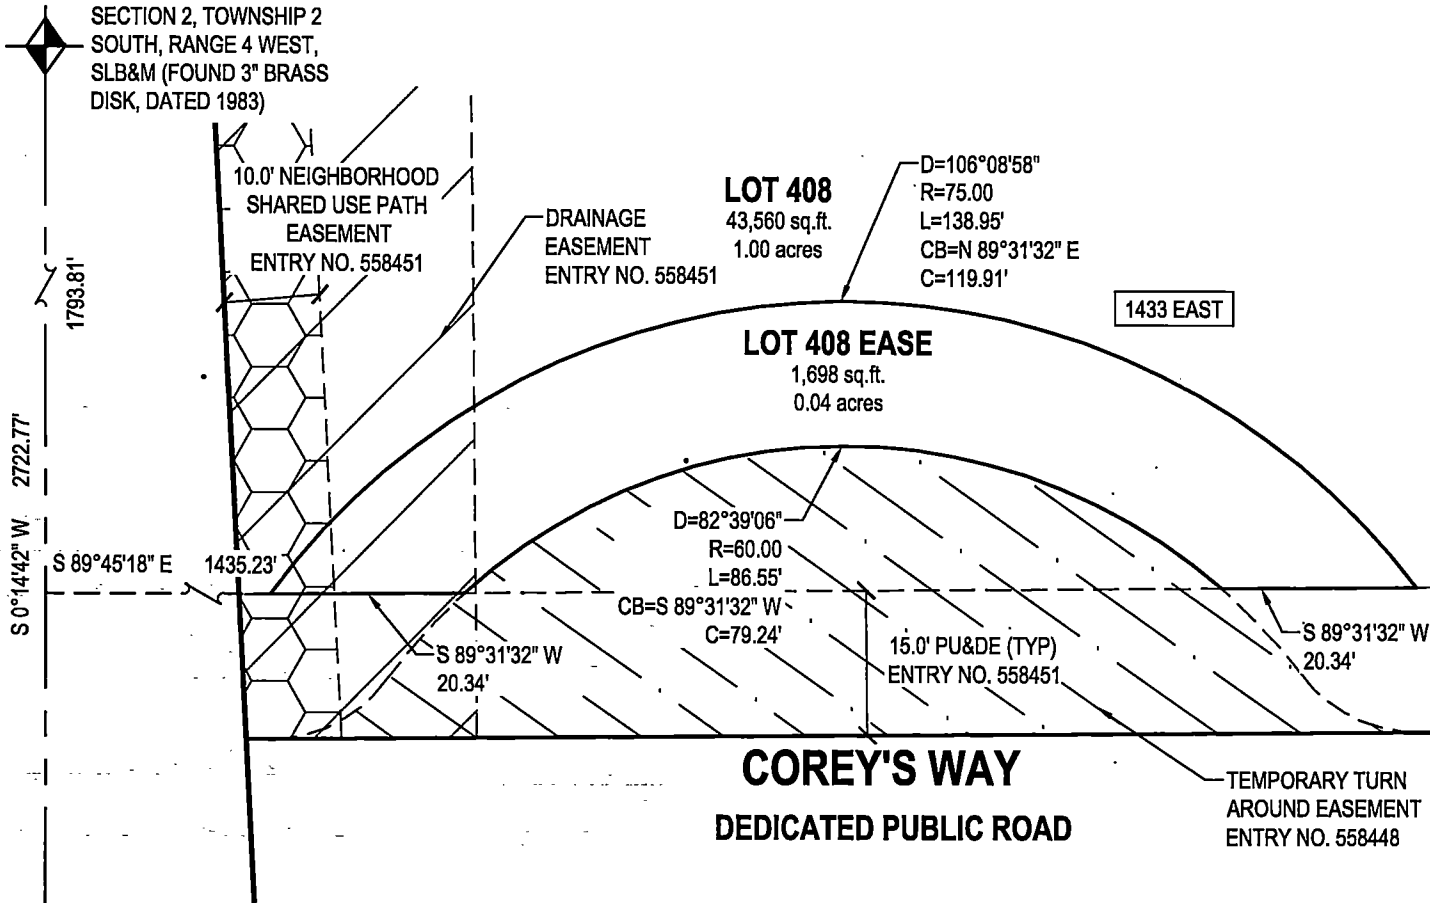 SECTION 2, TOWNSHIP 2
SOUTH, RANGE 4 WEST,
SLB&M (FOUND 3" BRASS
DISK, DATED 1983)
10.0' NEIGHBORHOOD
SHARED USE PATH
EASEMENT
ENTRY NO. 558451
DRAINAGE
EASEMENT
ENTRY NO. 558451
LOT 408
43,560 sq.ft.
1.00 acres
D=106°08'58"
R=75.00
L=138.95'
CB=N 89°31'32" E
C=119.91'
1433 EAST
1793.81'
LOT 408 EASE
1,698 sq.ft.
0.04 acres
S 0°14'42" W 2722.77'
S 89°45'18" E 1435.23'
D=82°39'06"
R=60.00
L=86.55'
CB=S 89°31'32" W
C=79.24'
S 89°31'32" W
20.34'
15.0' PU&DE (TYP)
ENTRY NO. 558451
S 89°31'32" W
20.34'
COREY'S WAY
DEDICATED PUBLIC ROAD
TEMPORARY TURN
AROUND EASEMENT
ENTRY NO. 558448